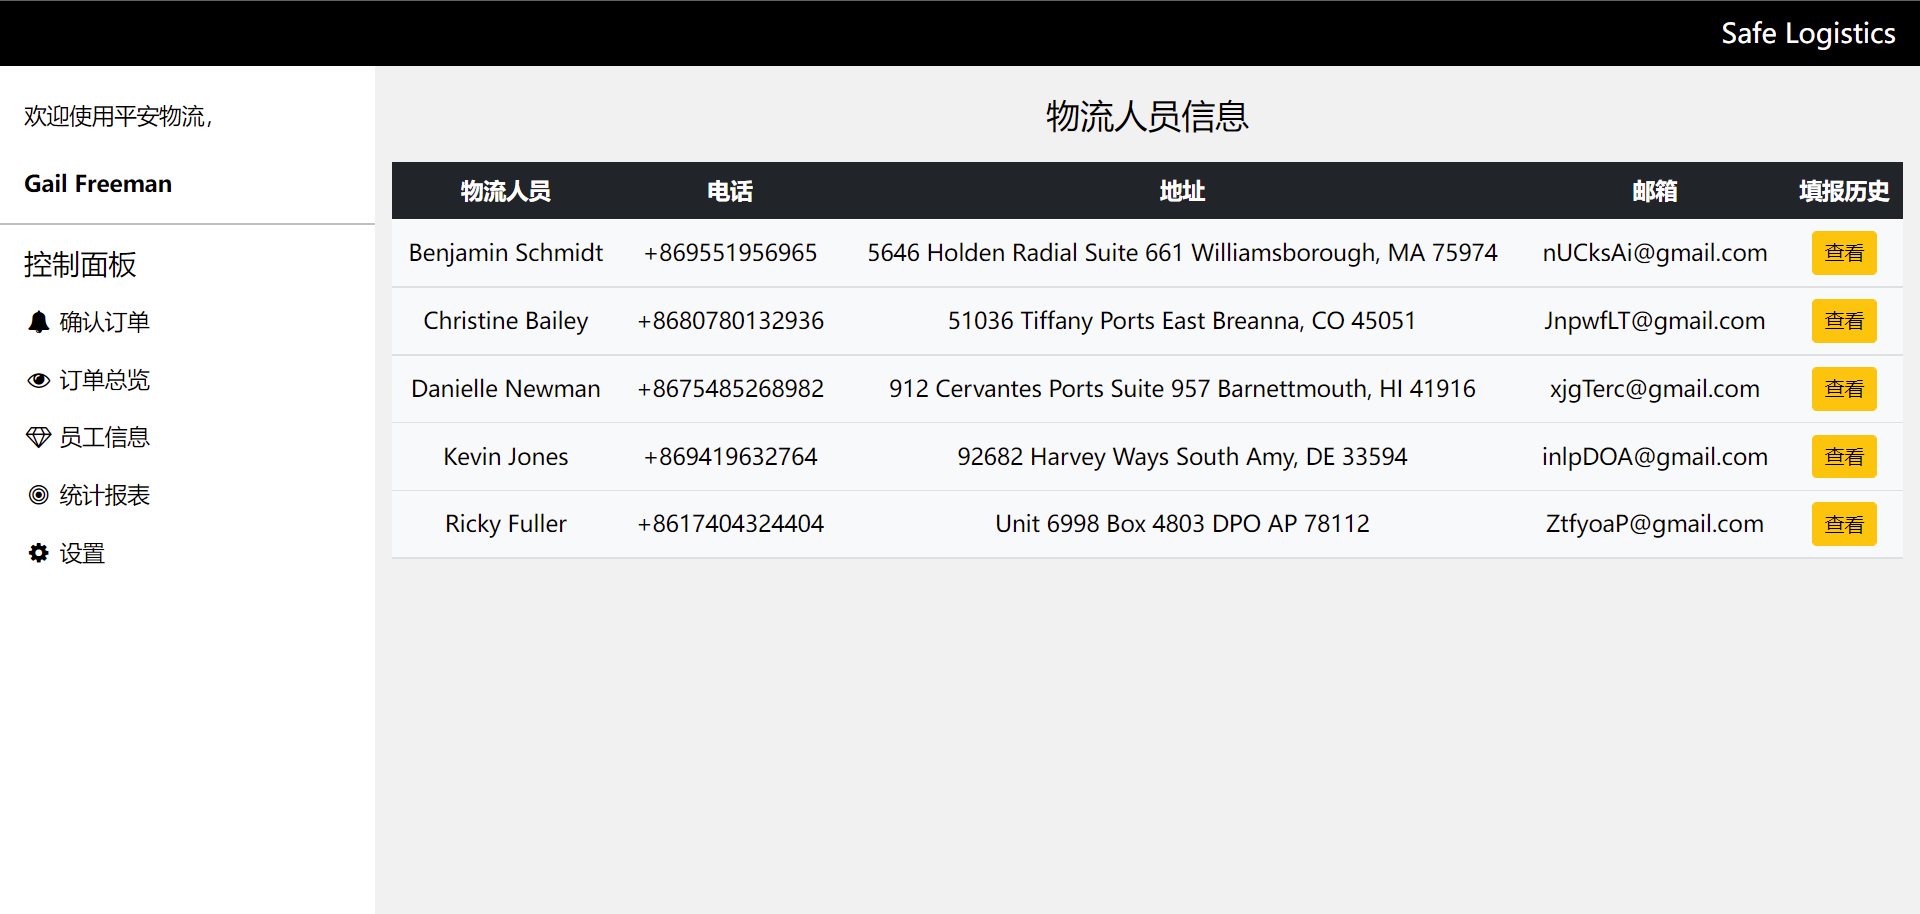 Safe Logistics
欢迎使用平安物流，
Gail Freeman
控制面板
确认订单
订单总览
员工信息
统计报表
设置
物流人员信息
物流人员 电话 地址 邮箱 填报历史
Benjamin Schmidt +869551956965 5646 Holden Radial Suite 661 Williamsborough, MA 75974 nUCksAi@gmail.com 查看
Christine Bailey +8680780132936 51036 Tiffany Ports East Breanna, CO 45051 JnpwfLT@gmail.com 查看
Danielle Newman +8675485268982 912 Cervantes Ports Suite 957 Barnettmouth, HI 41916 xjgTerc@gmail.com 查看
Kevin Jones +869419632764 92682 Harvey Ways South Amy, DE 33594 inlpDOA@gmail.com 查看
Ricky Fuller +8617404324404 Unit 6998 Box 4803 DPO AP 78112 ZtfyoaP@gmail.com 查看